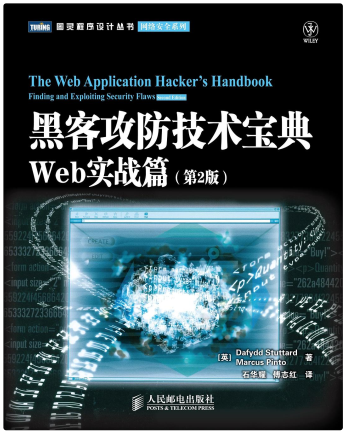 TURING 图灵程序设计丛书 网络安全系列
WILEY
The Web Application Hacker's Handbook
Finding and Exploiting Security Flaws Second Edition
黑客攻防技术宝典
Web实战篇(第2版)
[英] Dafydd Stuttard 著
Marcus Pinto
石华耀 傅志红 译
人民邮电出版社
POSTS & TELECOM PRESS